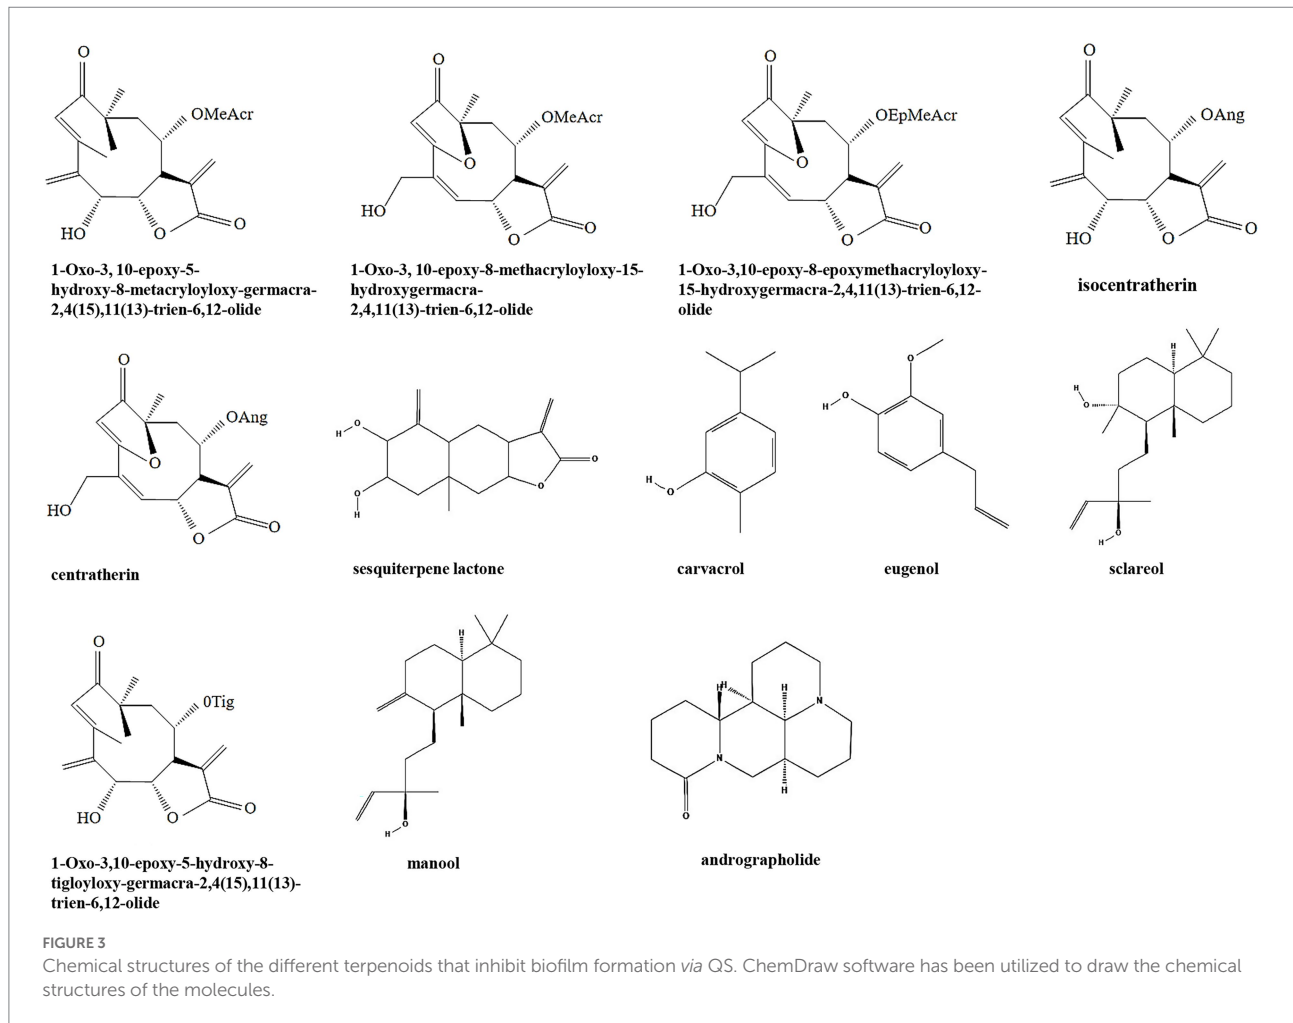 O
OMeAcr
HO
O
O
1-Oxo-3, 10-epoxy-5-
hydroxy-8-metacryloyloxy-germacra-
2,4(15),11(13)-trien-6,12-olide
O
OMeAcr
O
HO
O
O
1-Oxo-3, 10-epoxy-8-methacryloyloxy-15-
hydroxygermacra-
2,4,11(13)-trien-6,12-olide
O
OEpMeAcr
O
HO
O
O
1-Oxo-3,10-epoxy-8-epoxymethacryloyloxy-
15-hydroxygermacra-2,4,11(13)-trien-6,12-
olide
O
OAng
HO
O
O
isocentratherin
O
OAng
O
HO
O
O
centratherin
H
O
O
H
O
O
sesquiterpene lactone
H
O
carvacrol
O
H
O
eugenol
H
H
O
O
H
sclareol
O
0Tig
HO
O
O
1-Oxo-3,10-epoxy-5-hydroxy-8-
tigloyloxy-germacra-2,4(15),11(13)-
trien-6,12-olide
H
O
H
manool
H
H
H
N
N
H
O
andrographolide
FIGURE 3
Chemical structures of the different terpenoids that inhibit biofilm formation via QS. ChemDraw software has been utilized to draw the chemical
structures of the molecules.